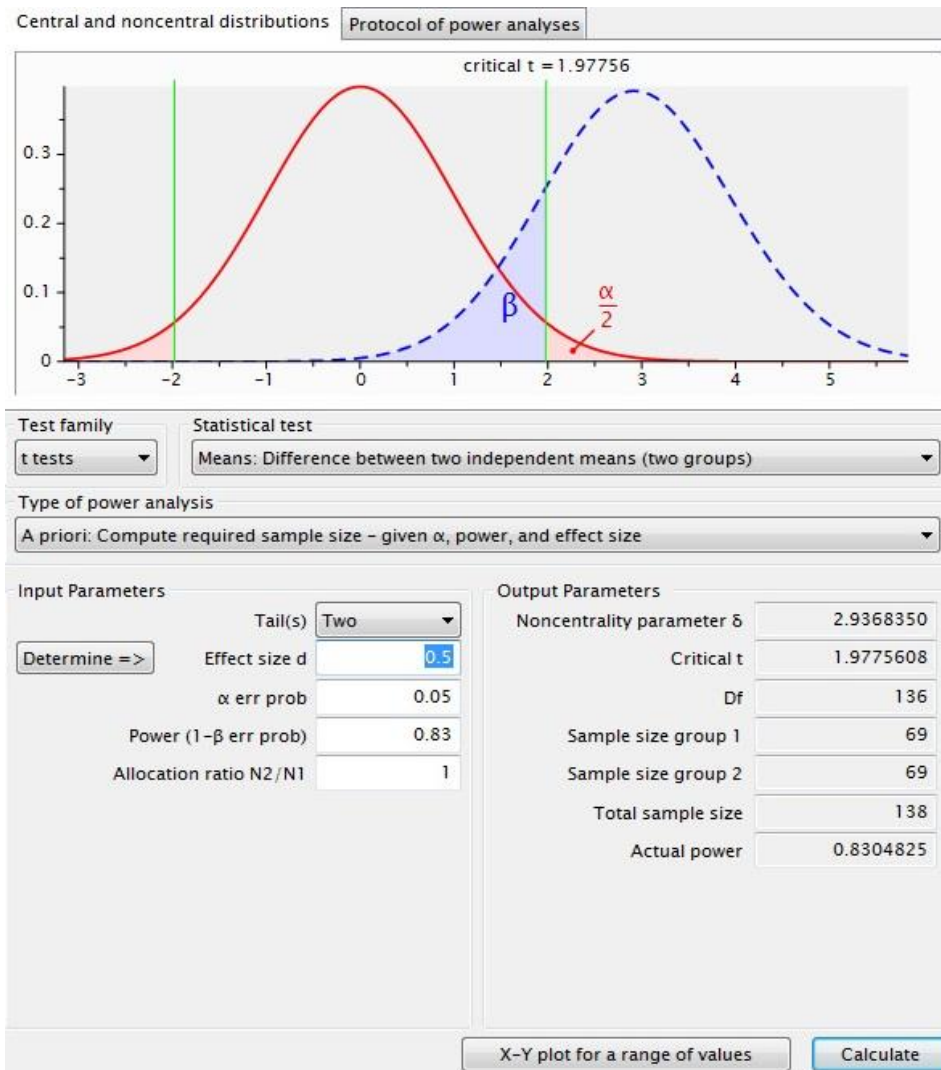 Central and noncentral distributions Protocol of power analyses
critical t = 1.97756
0.3
0.2
0.1
0
β
α
2
-3 -2 -1 0 1 2 3 4 5
Test family Statistical test
t tests Means: Difference between two independent means (two groups)
Type of power analysis
A priori: Compute required sample size – given α, power, and effect size
Input Parameters
Tail(s) Two
Determine => Effect size d 0.5
α err prob 0.05
Power (1-β err prob) 0.83
Allocation ratio N2/N1 1
Output Parameters
Noncentrality parameter δ 2.9368350
Critical t 1.9775608
Df 136
Sample size group 1 69
Sample size group 2 69
Total sample size 138
Actual power 0.8304825
X-Y plot for a range of values Calculate